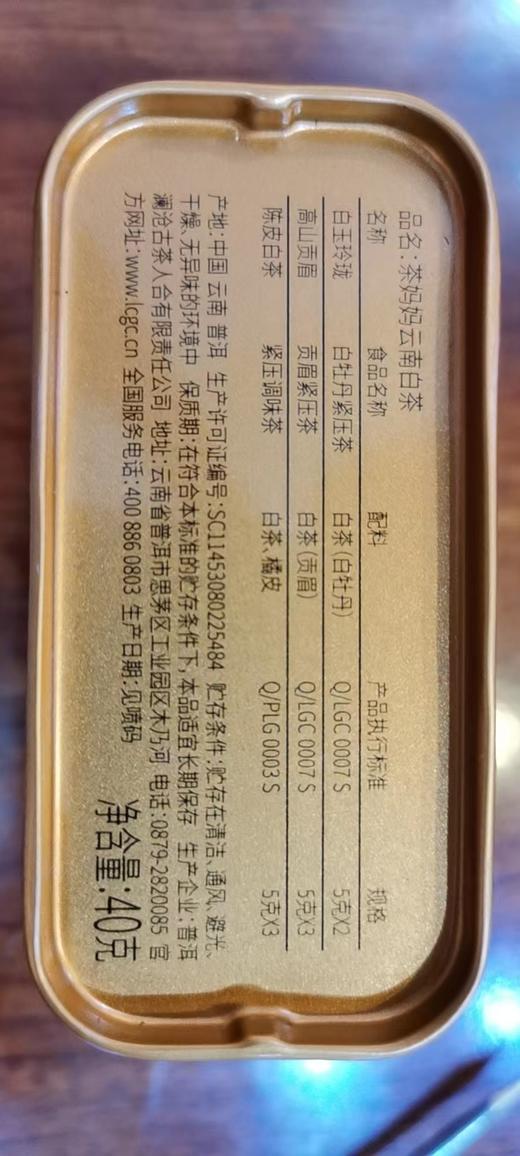 品名:茶妈妈云南白茶
名称 食品名称 配料 产品执行标准 规格
白玉玲珑 白牡丹紧压茶 白茶(白牡丹) Q/LGC 0007 S 5克X2
高山贡眉 贡眉紧压茶 白茶(贡眉) Q/LGC 0007 S 5克X3
陈皮白茶 紧压调味茶 白茶、橘皮 Q/PLG 0003 S 5克X3
产地:中国 云南 普洱 生产许可证编号:SC11453080225484 贮存条件:贮存在清洁、通风、避光、
干燥、无异味的环境中 保质期:在符合本标准的贮存条件下,本品适宜长期保存 生产企业:普洱
澜沧古茶人合有限责任公司 地址:云南省普洱市思茅区工业园区木乃河 电话:0879-2820085 官
方网址:www.lcgc.cn 全国服务电话:400 886 0803 生产日期:见喷码
净含量:40克